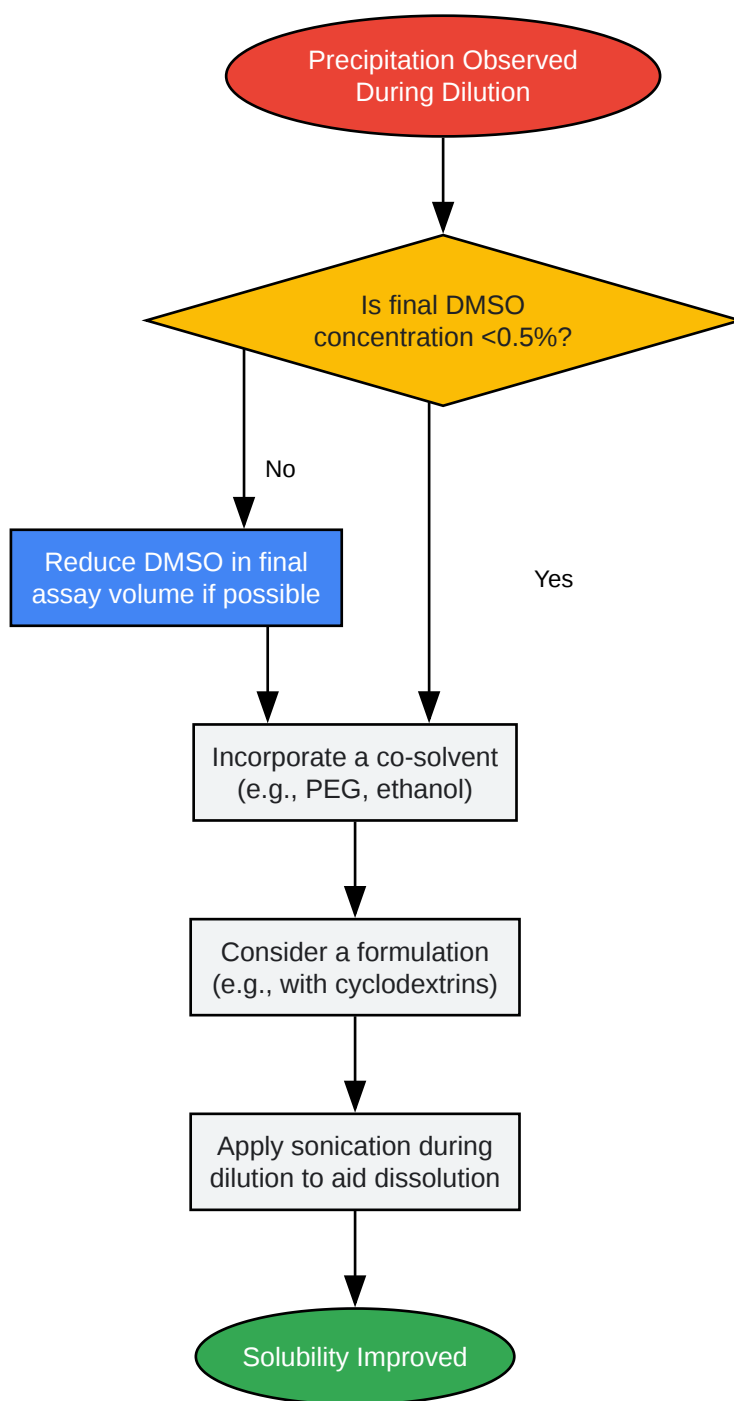 Precipitation Observed
During Dilution
Is final DMSO
concentration <0.5%?
No
Reduce DMSO in final
assay volume if possible
Yes
Incorporate a co-solvent
(e.g., PEG, ethanol)
Consider a formulation
(e.g., with cyclodextrins)
Apply sonication during
dilution to aid dissolution
Solubility Improved